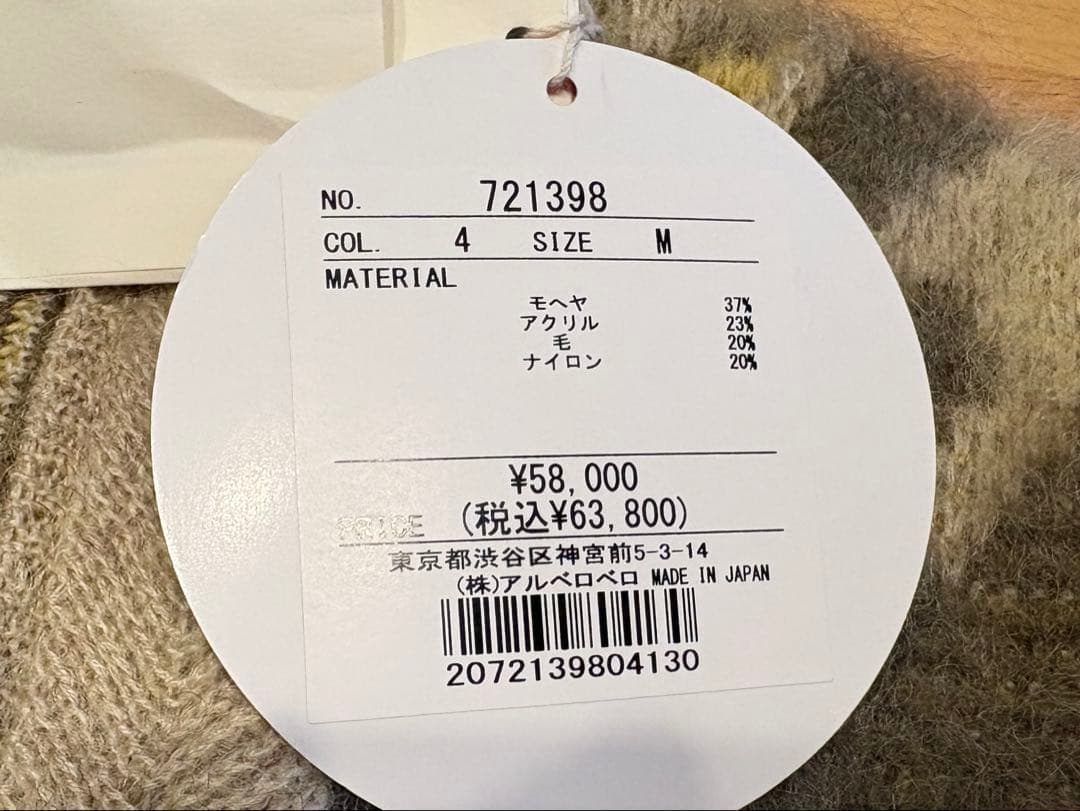 NO. 721398
COL. 4 SIZE M
MATERIAL
モヘヤ 37%
アクリル 23%
毛 20%
ナイロン 20%
¥58,000
PRICE (税込¥63,800)
東京都渋谷区神宮前5-3-14
(株)アルベロベロ MADE IN JAPAN
2072139804130